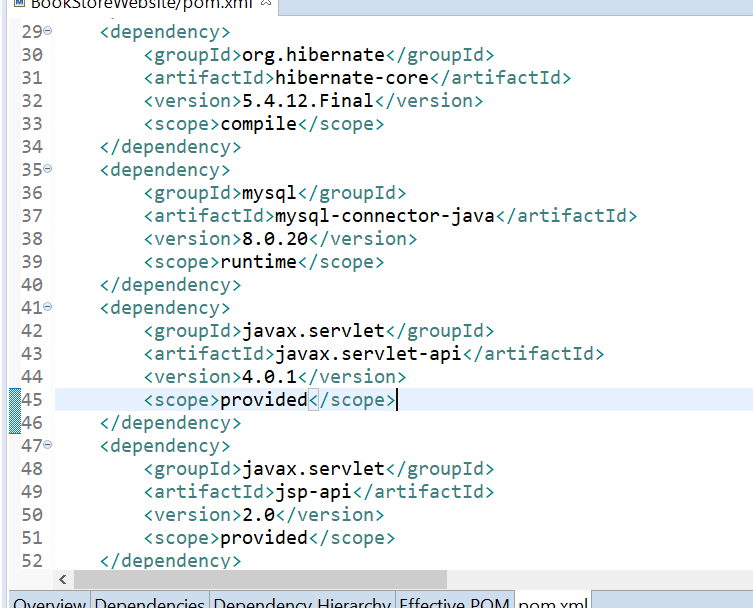 BookStoreWebsite/pom.xml
29 <dependency>
30 <groupId>org.hibernate</groupId>
31 <artifactId>hibernate-core</artifactId>
32 <version>5.4.12.Final</version>
33 <scope>compile</scope>
34 </dependency>
35 <dependency>
36 <groupId>mysql</groupId>
37 <artifactId>mysql-connector-java</artifactId>
38 <version>8.0.20</version>
39 <scope>runtime</scope>
40 </dependency>
41 <dependency>
42 <groupId>javax.servlet</groupId>
43 <artifactId>javax.servlet-api</artifactId>
44 <version>4.0.1</version>
45 <scope>provided</scope>
46 </dependency>
47 <dependency>
48 <groupId>javax.servlet</groupId>
49 <artifactId>jsp-api</artifactId>
50 <version>2.0</version>
51 <scope>provided</scope>
52 </dependency>
Overview Dependencies Dependency Hierarchy Effective POM pom.xml